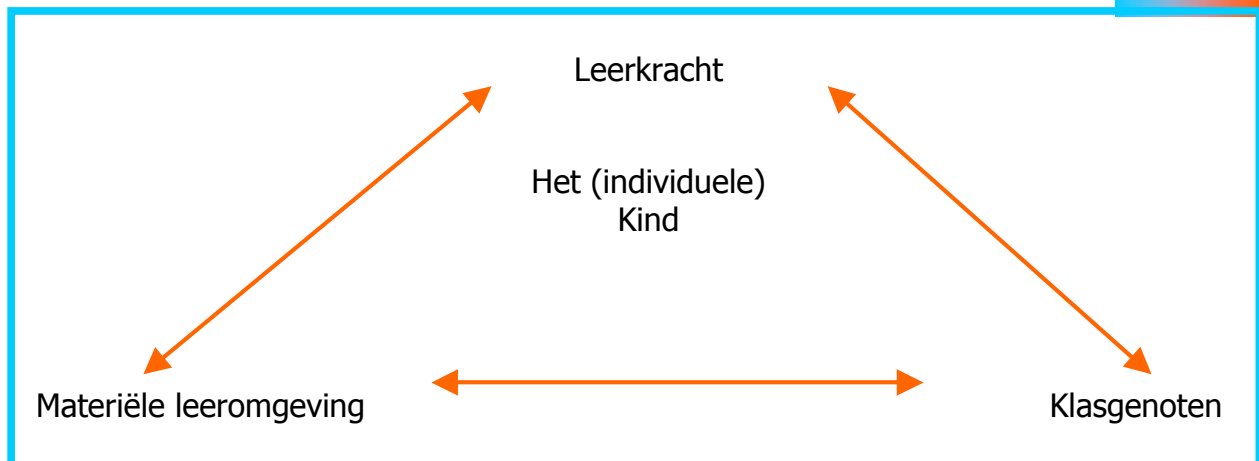 Leerkracht
Het (individuele)
Kind
Materiële leeromgeving
Klasgenoten